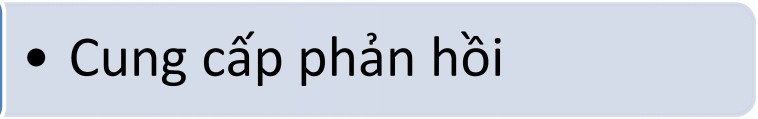 • Cung cấp phản hồi